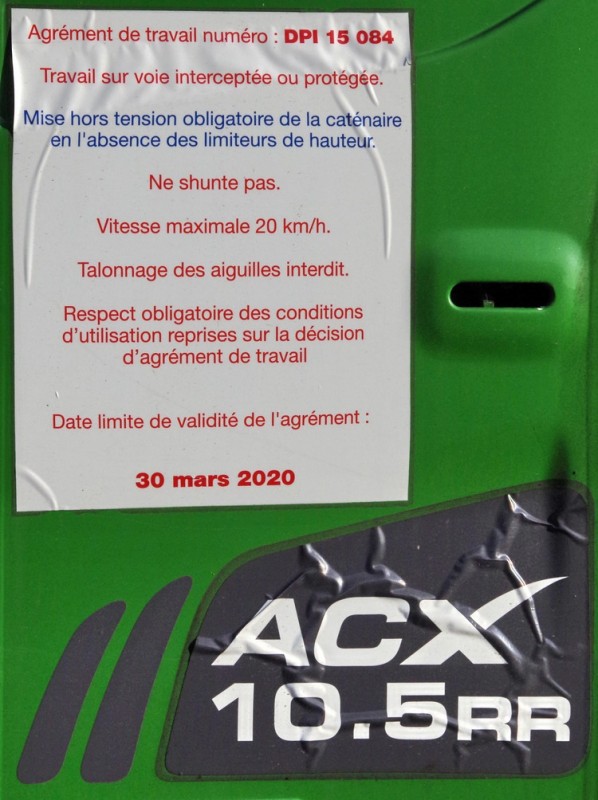 Agrément de travail numéro : DPI 15 084
Travail sur voie interceptée ou protégée.
Mise hors tension obligatoire de la caténaire
en l'absence des limiteurs de hauteur.
Ne shunte pas.
Vitesse maximale 20 km/h.
Talonnage des aiguilles interdit.
Respect obligatoire des conditions
d'utilisation reprises sur la décision
d'agrément de travail
Date limite de validité de l'agrément :
30 mars 2020
ACX
10.5RR